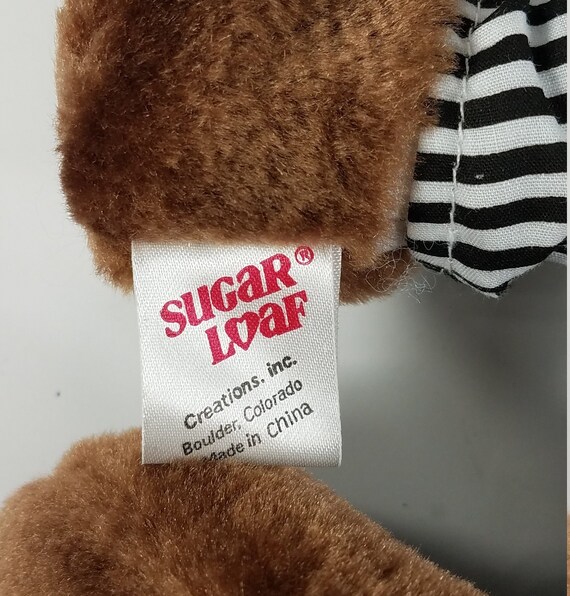 SUGAR®
LOAF
Creations, inc.
Boulder, Colorado
Made in China